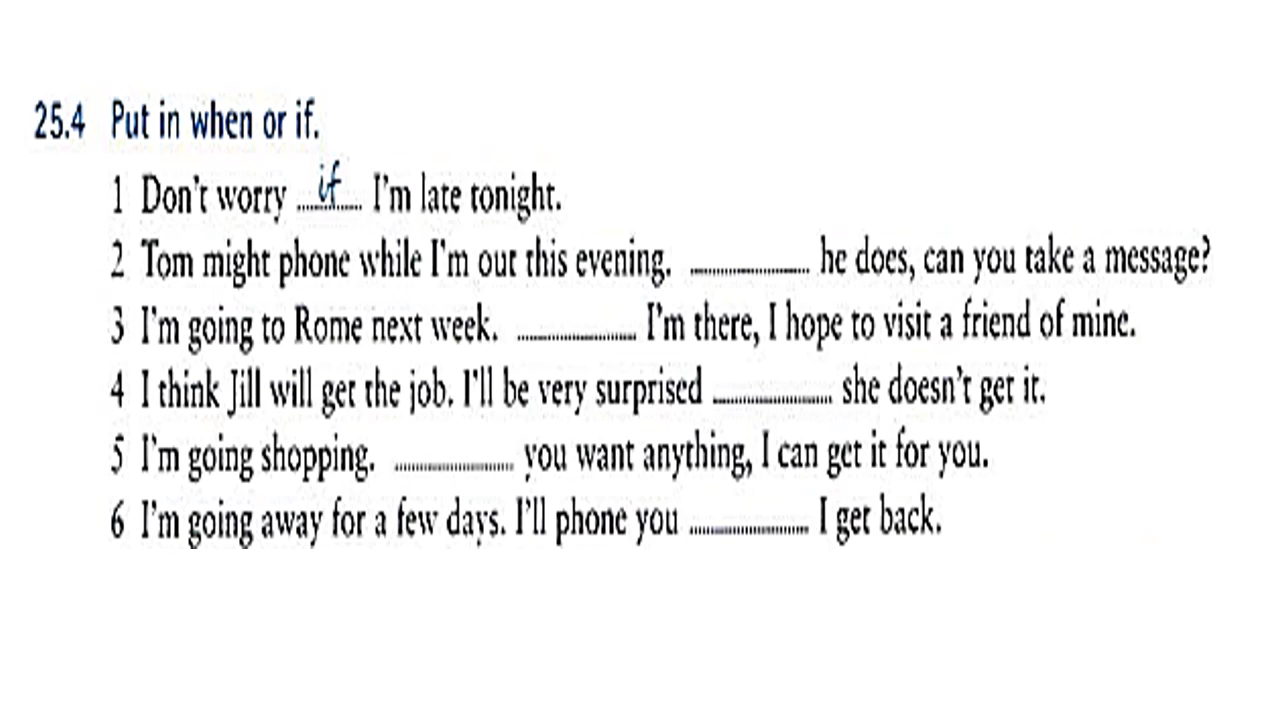 25.4 Put in when or if.
1 Don't worry ...if... I'm late tonight.
2 Tom might phone while I'm out this evening. .................... he does, can you take a message?
3 I'm going to Rome next week. .................... I'm there, I hope to visit a friend of mine.
4 I think Jill will get the job. I'll be very surprised .................... she doesn't get it.
5 I'm going shopping. .................... you want anything, I can get it for you.
6 I'm going away for a few days. I'll phone you .................... I get back.